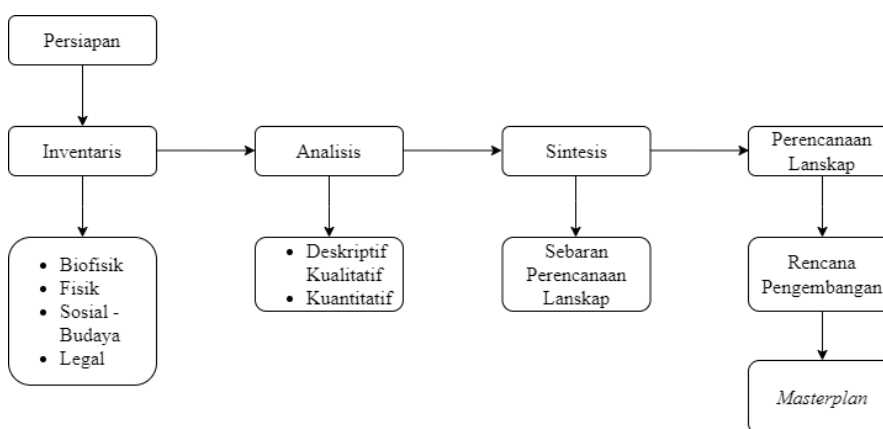 Persiapan
Inventaris
Analisis
Sintesis
Perencanaan
Lanskap
• Biofisik
• Fisik
• Sosial -
Budaya
• Legal
• Deskriptif
Kualitatif
• Kuantitatif
Sebaran
Perencanaan
Lanskap
Rencana
Pengembangan
Masterplan